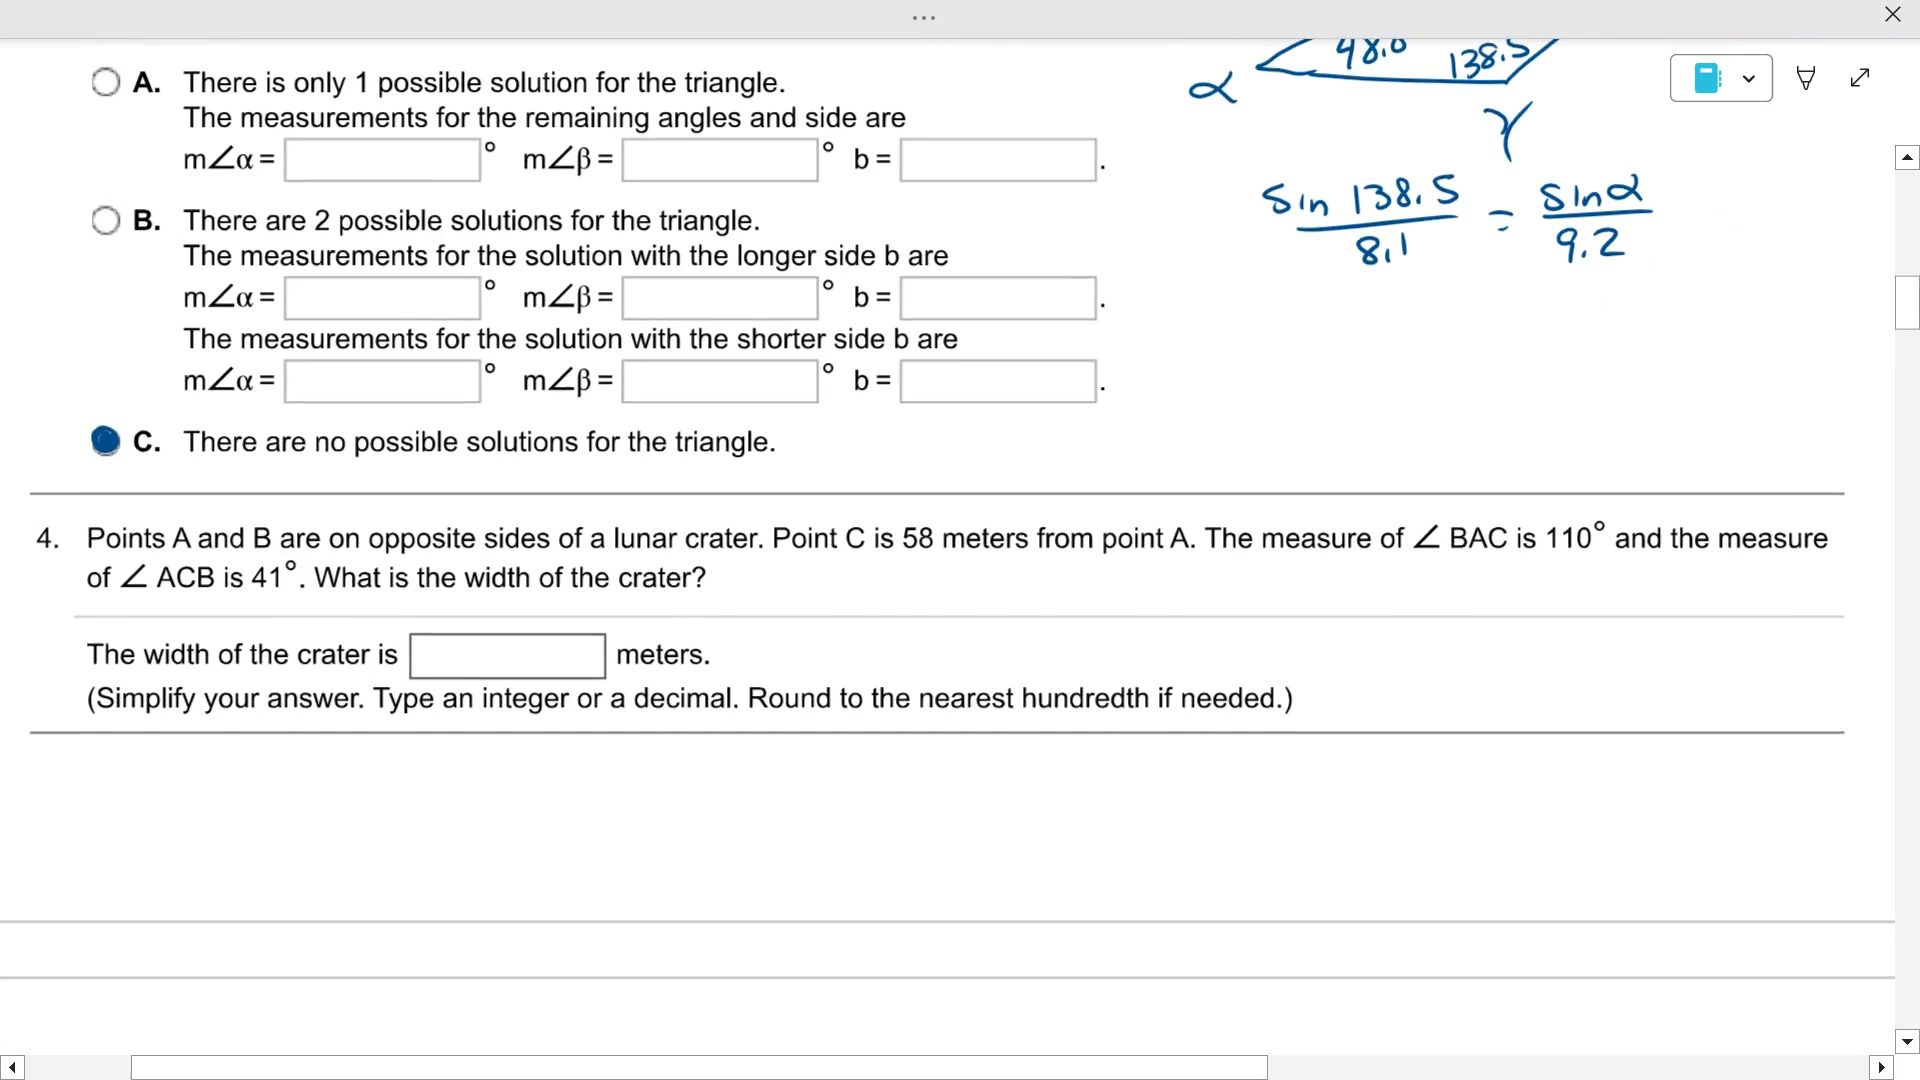 48.0 138.5
A. There is only 1 possible solution for the triangle.
α
The measurements for the remaining angles and side are
γ
m∠α = ° m∠β = ° b = .
sin 138.5 / 8.1 = sin α / 9.2
B. There are 2 possible solutions for the triangle.
The measurements for the solution with the longer side b are
m∠α = ° m∠β = ° b = .
The measurements for the solution with the shorter side b are
m∠α = ° m∠β = ° b = .
C. There are no possible solutions for the triangle.
4. Points A and B are on opposite sides of a lunar crater. Point C is 58 meters from point A. The measure of ∠ BAC is 110° and the measure
of ∠ ACB is 41°. What is the width of the crater?
The width of the crater is meters.
(Simplify your answer. Type an integer or a decimal. Round to the nearest hundredth if needed.)